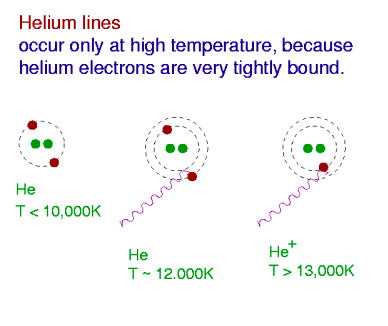 Helium lines
occur only at high temperature, because
helium electrons are very tightly bound.
He
T < 10,000K
He
T ~ 12.000K
He+
T > 13,000K